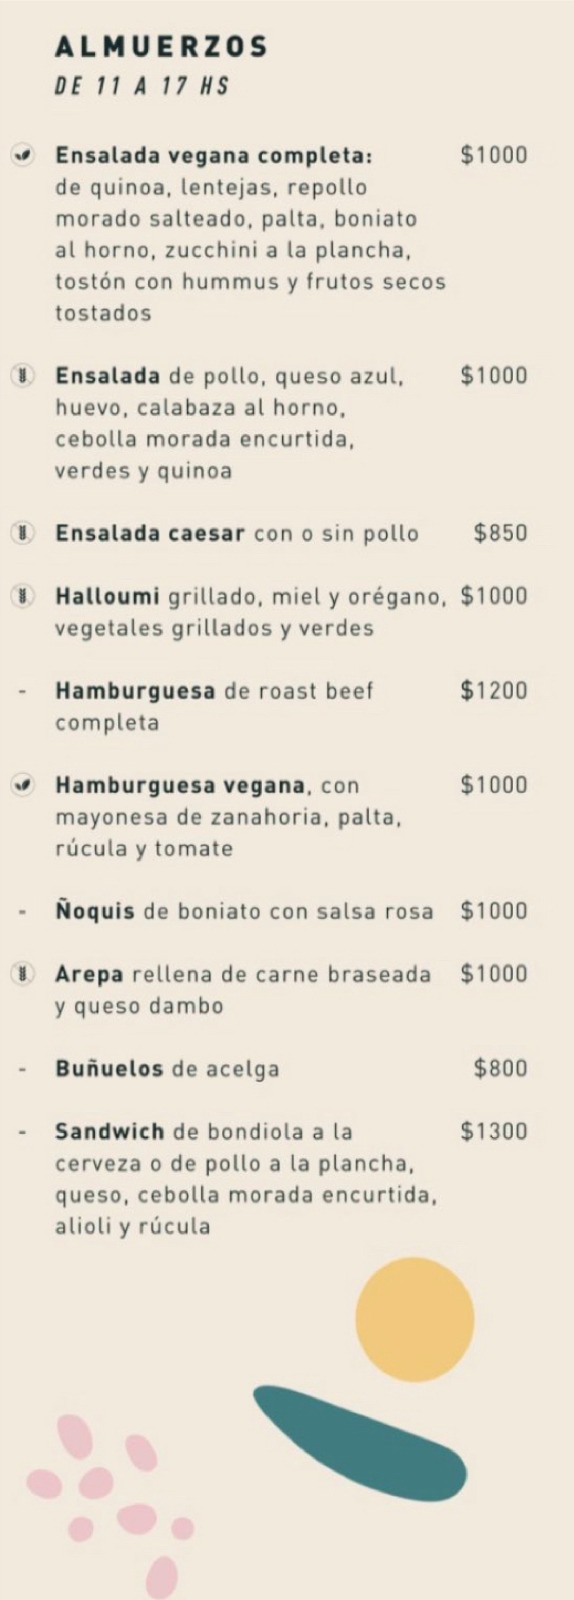 ALMUERZOS
DE 11 A 17 HS
Ensalada vegana completa: $1000
de quinoa, lentejas, repollo
morado salteado, palta, boniato
al horno, zucchini a la plancha,
tostón con hummus y frutos secos
tostados
Ensalada de pollo, queso azul, $1000
huevo, calabaza al horno,
cebolla morada encurtida,
verdes y quinoa
Ensalada caesar con o sin pollo $850
Halloumi grillado, miel y orégano, $1000
vegetales grillados y verdes
- Hamburguesa de roast beef $1200
completa
Hamburguesa vegana, con $1000
mayonesa de zanahoria, palta,
rúcula y tomate
- Ñoquis de boniato con salsa rosa $1000
Arepa rellena de carne braseada $1000
y queso dambo
- Buñuelos de acelga $800
- Sandwich de bondiola a la $1300
cerveza o de pollo a la plancha,
queso, cebolla morada encurtida,
alioli y rúcula